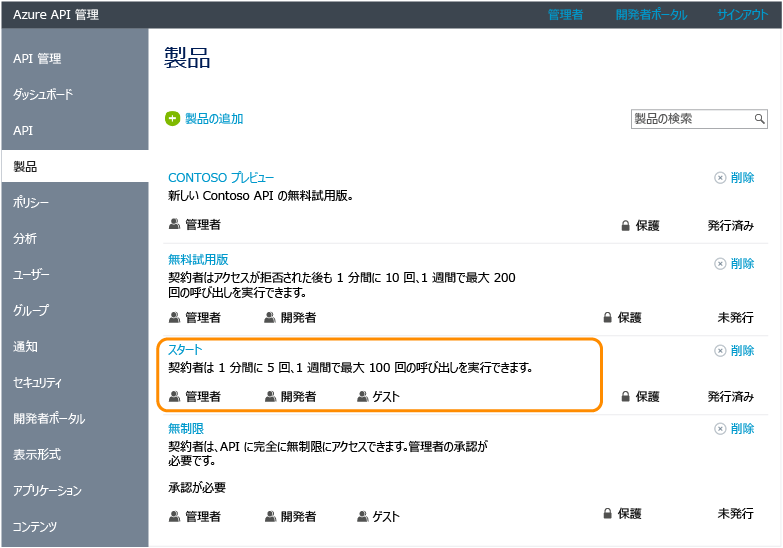 Azure API 管理
管理者 開発者ポータル サインアウト
API 管理
ダッシュボード
API
製品
ポリシー
分析
ユーザー
グループ
通知
セキュリティ
開発者ポータル
表示形式
アプリケーション
コンテンツ
製品
製品の追加
製品の検索
CONTOSO プレビュー
削除
新しい Contoso API の無料試用版。
管理者
保護 発行済み
無料試用版
削除
契約者はアクセスが拒否された後も 1 分間に 10 回、1 週間で最大 200
回の呼び出しを実行できます。
管理者 開発者
保護 未発行
スタート
削除
契約者は 1 分間に 5 回、1 週間で最大 100 回の呼び出しを実行できます。
管理者 開発者 ゲスト
保護 発行済み
無制限
削除
契約者は、API に完全に無制限にアクセスできます。管理者の承認が
必要です。
承認が必要
管理者 開発者 ゲスト
保護 未発行